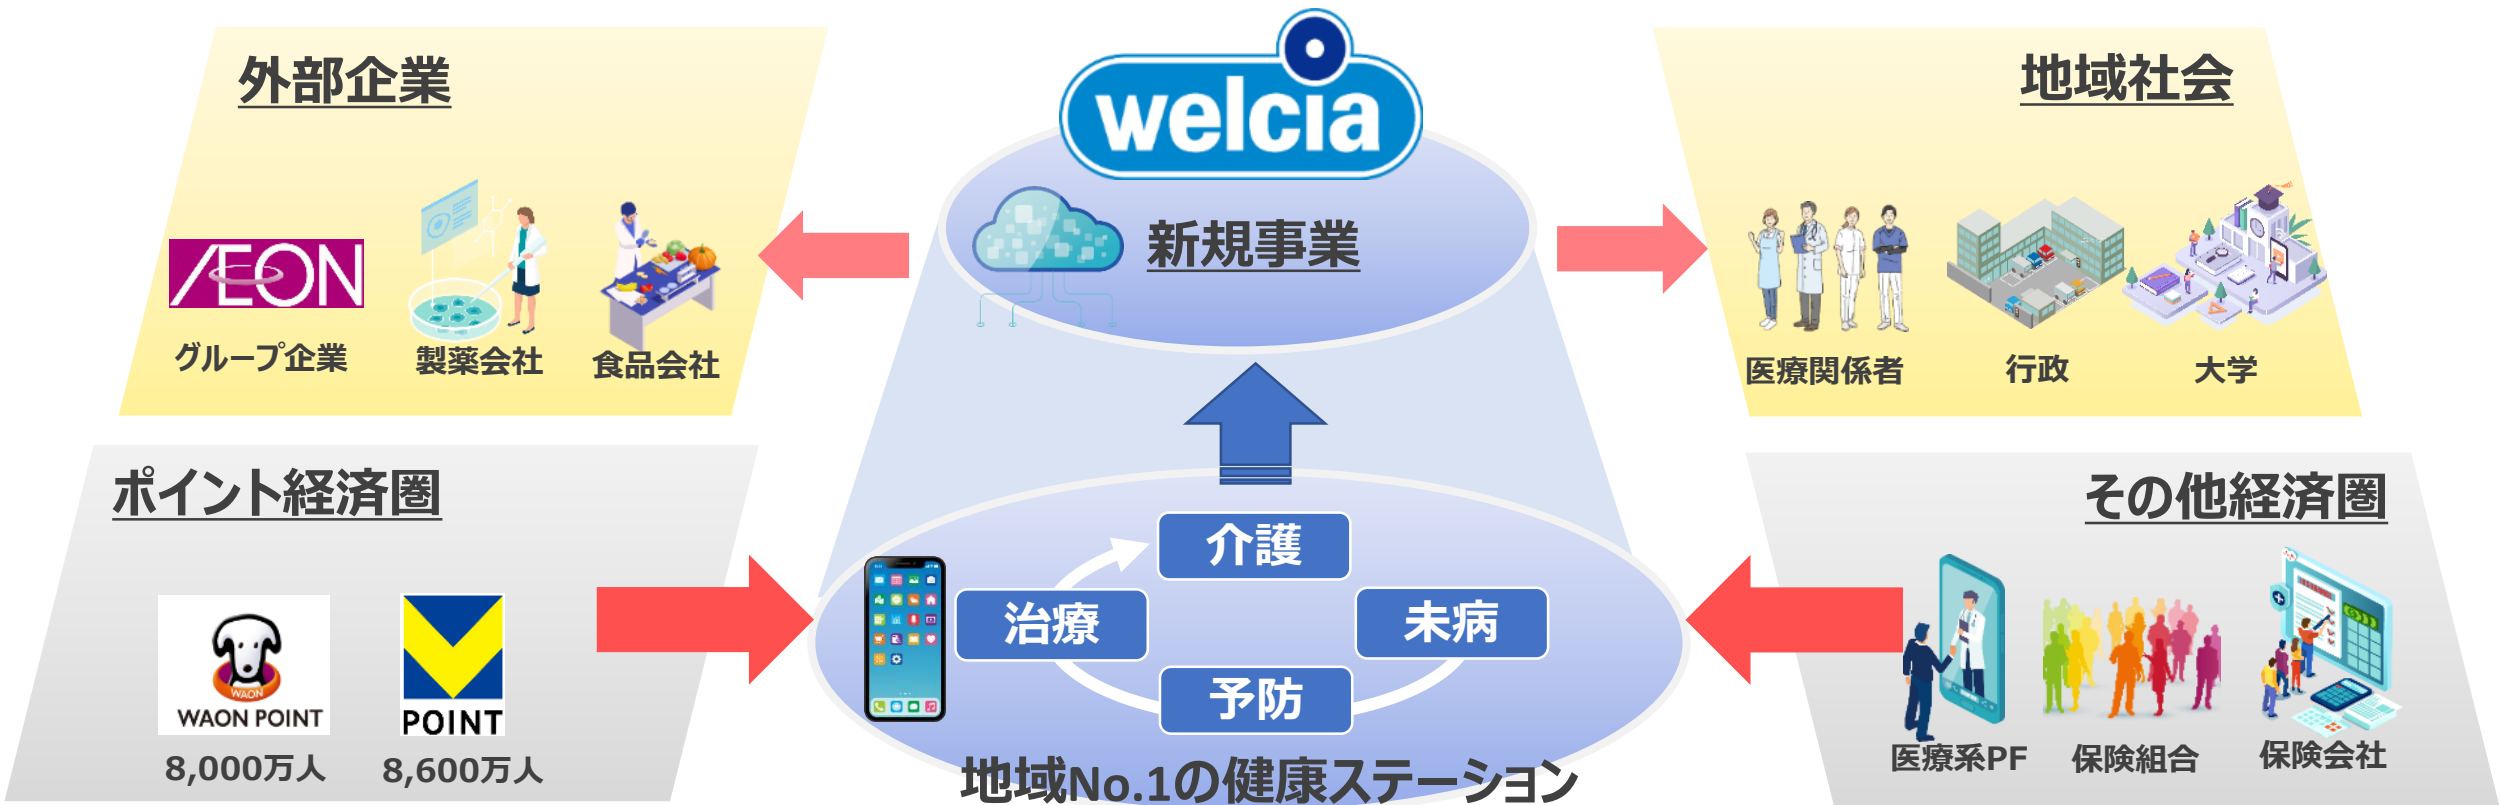 外部企業
welcia
地域社会
新規事業
ÆON
グループ企業
製薬会社
食品会社
医療関係者
行政
大学
ポイント経済圏
その他経済圏
介護
治療
未病
予防
WAON
WAON POINT
POINT
8,000万人
8,600万人
地域No.1の健康ステーション
医療系PF
保険組合
保険会社